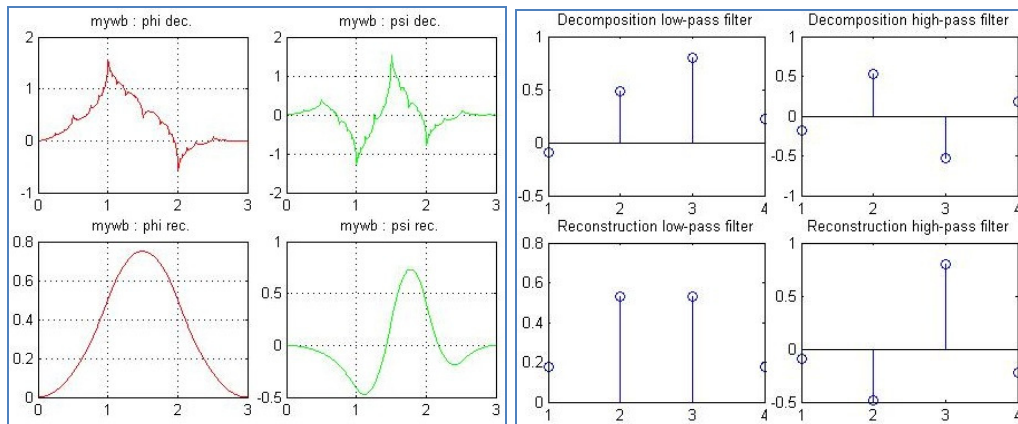 mywb : phi dec.
2
1
0
-1
0 1 2 3
mywb : psi dec.
2
1
0
-1
-2
0 1 2 3
mywb : phi rec.
0.8
0.6
0.4
0.2
0
0 1 2 3
mywb : psi rec.
1
0.5
0
-0.5
0 1 2 3
Decomposition low-pass filter
1
0.5
0
-0.5
1 2 3 4
Decomposition high-pass filter
1
0.5
0
-0.5
-1
1 2 3 4
Reconstruction low-pass filter
0.8
0.6
0.4
0.2
0
1 2 3 4
Reconstruction high-pass filter
1
0.5
0
-0.5
1 2 3 4